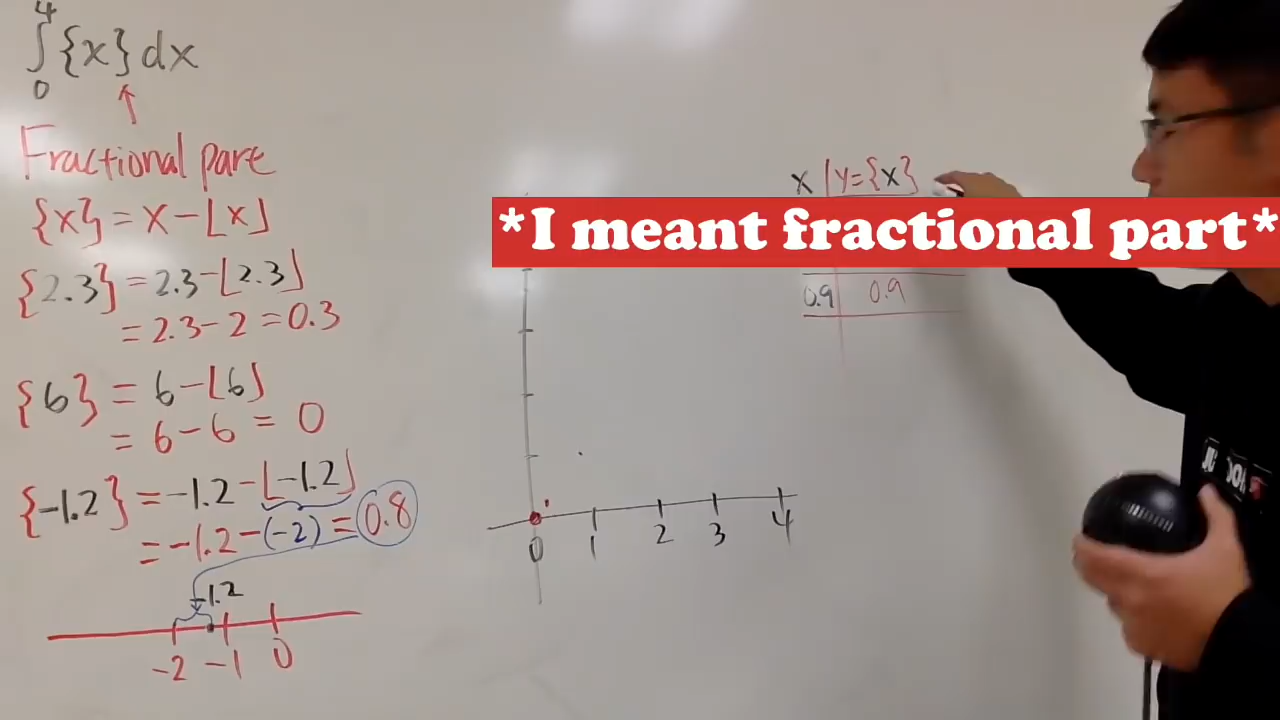 4
∫ {x} dx
0
↑
Fractional part
{x} = x - ⌊x⌋
{2.3} = 2.3 - ⌊2.3⌋
= 2.3 - 2 = 0.3
{6} = 6 - ⌊6⌋
= 6 - 6 = 0
{-1.2} = -1.2 - ⌊-1.2⌋
= -1.2 - (-2) = 0.8
-1.2
-2 -1 0
x | y={x}
*I meant fractional part*
0.9 | 0.9
0 1 2 3 4